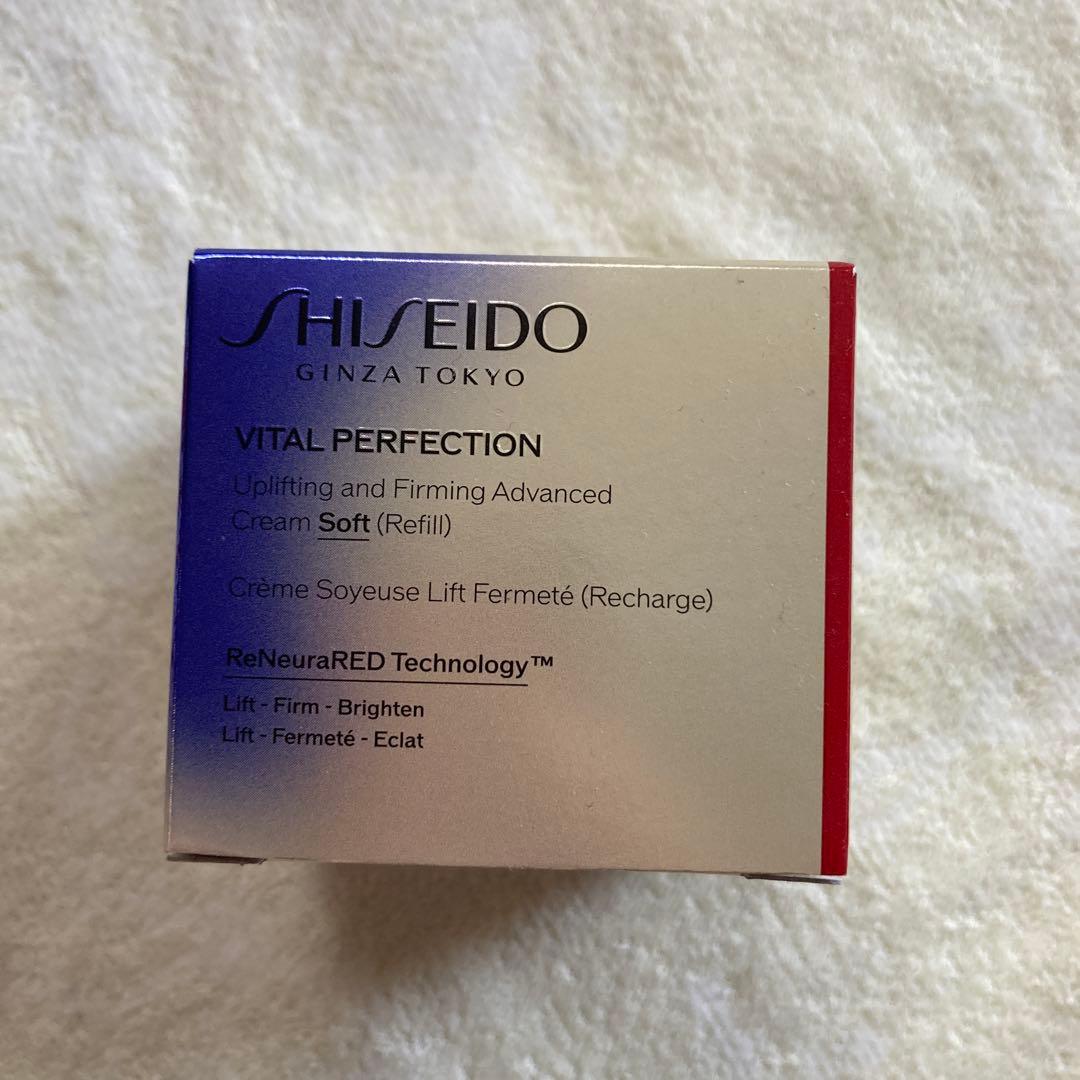 SHISEIDO
GINZA TOKYO
VITAL PERFECTION
Uplifting and Firming Advanced
Cream Soft (Refill)
Crème Soyeuse Lift Fermeté (Recharge)
ReNeuraRED Technology™
Lift - Firm - Brighten
Lift - Fermeté - Eclat